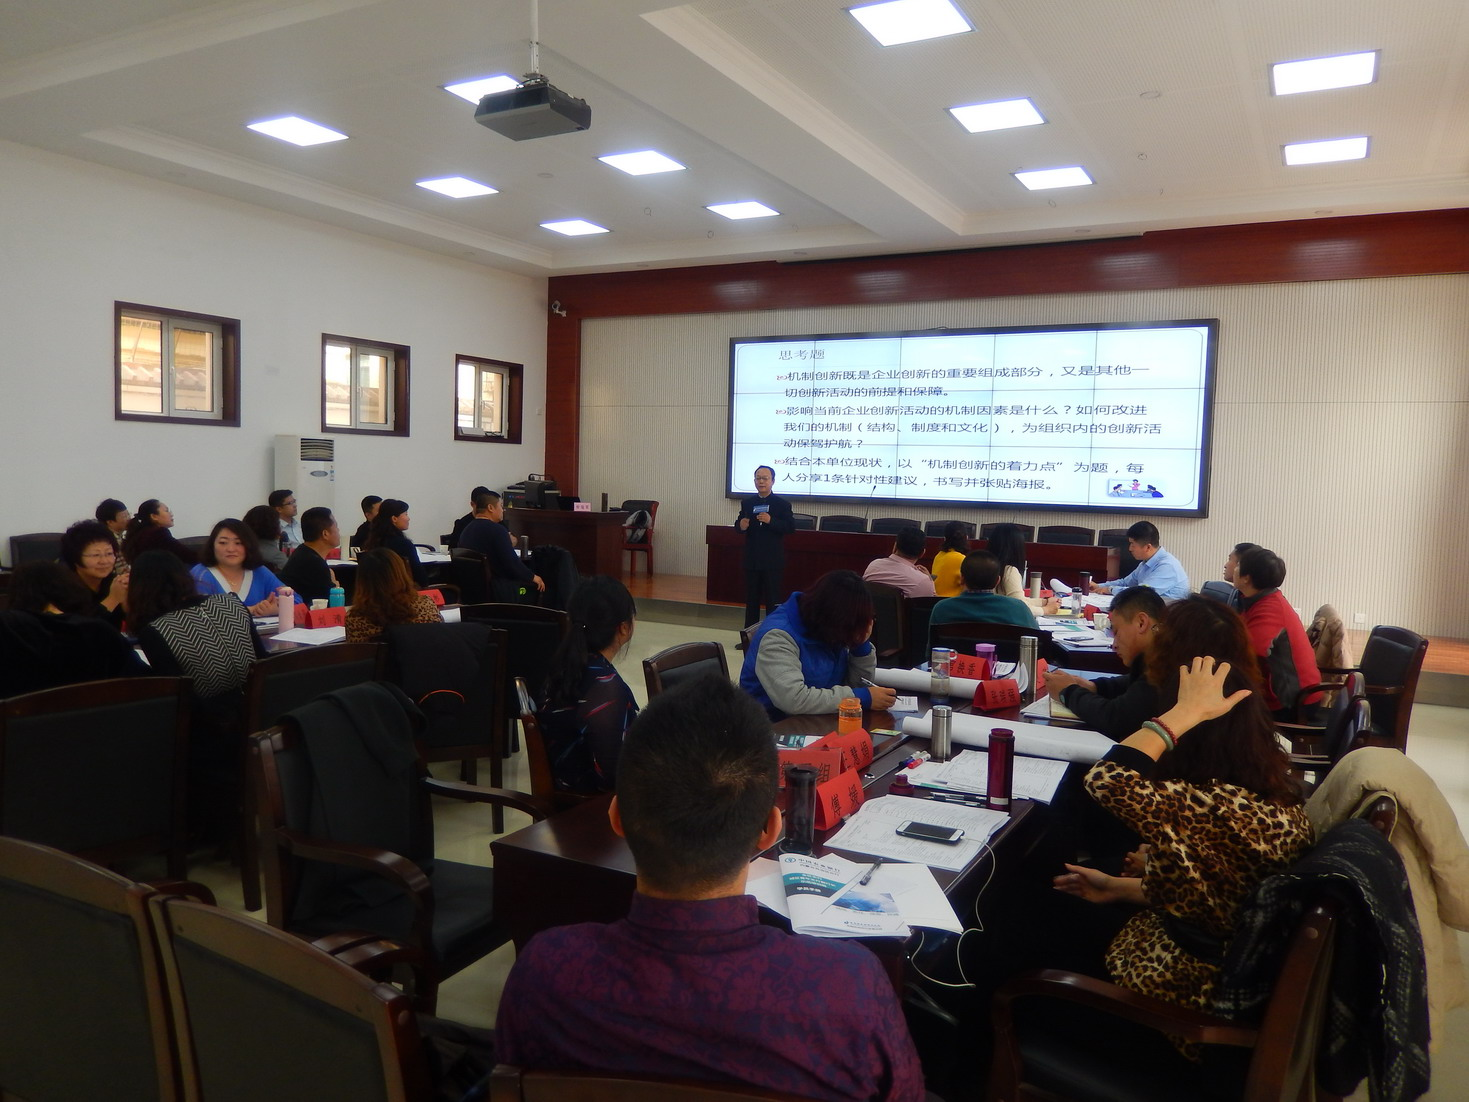 思考题
机制创新既是企业创新的重要组成部分，又是其他一
切创新活动的前提和保障。
影响当前企业创新活动的机制因素是什么？如何改进
我们的机制（结构、制度和文化），为组织内的创新活
动保驾护航？
结合本单位现状，以“机制创新的着力点”为题，每
人分享1条针对性建议，书写并张贴海报。
组
傅
学员手册